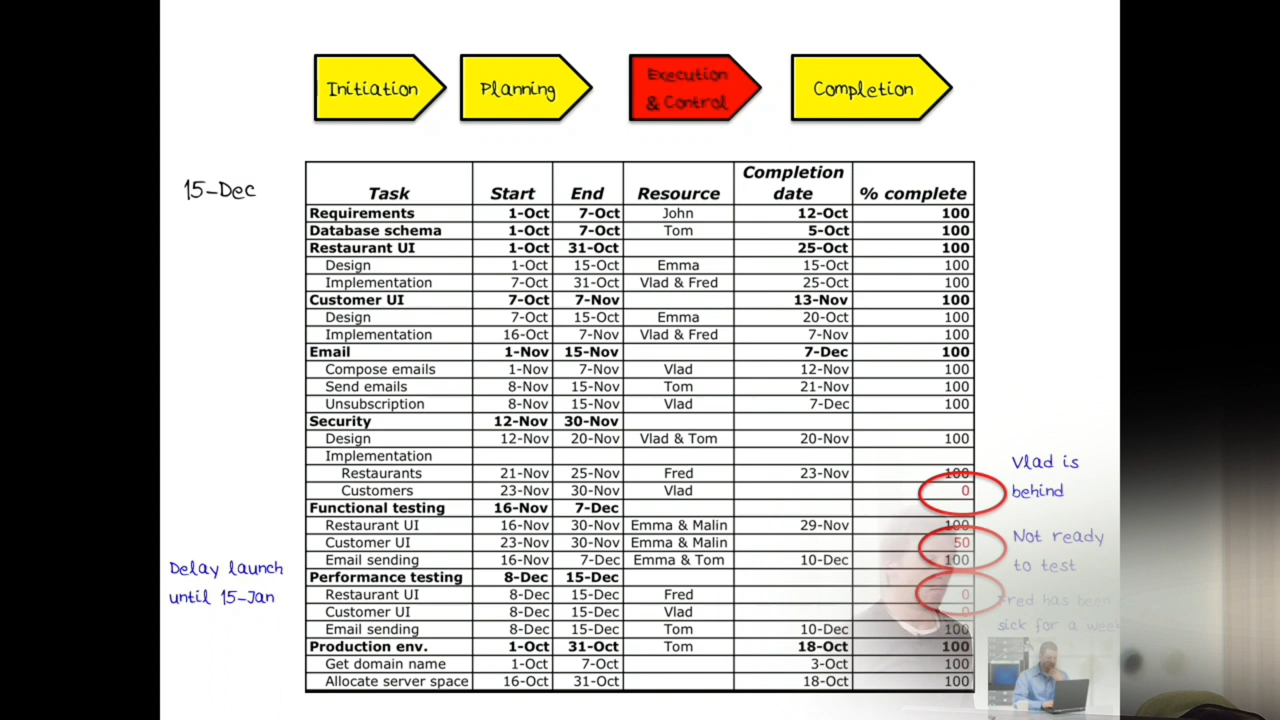 Initiation
Planning
Execution
& Control
Completion
15-Dec
Task Start End Resource Completion date % complete
Requirements 1-Oct 7-Oct John 12-Oct 100
Database schema 1-Oct 7-Oct Tom 5-Oct 100
Restaurant UI 1-Oct 31-Oct 25-Oct 100
Design 1-Oct 15-Oct Emma 15-Oct 100
Implementation 7-Oct 31-Oct Vlad & Fred 25-Oct 100
Customer UI 7-Oct 7-Nov 13-Nov 100
Design 7-Oct 15-Oct Emma 20-Oct 100
Implementation 16-Oct 7-Nov Vlad & Fred 7-Nov 100
Email 1-Nov 15-Nov 7-Dec 100
Compose emails 1-Nov 7-Nov Vlad 12-Nov 100
Send emails 8-Nov 15-Nov Tom 21-Nov 100
Unsubscription 8-Nov 15-Nov Vlad 7-Dec 100
Security 12-Nov 30-Nov
Design 12-Nov 20-Nov Vlad & Tom 20-Nov 100
Implementation
Restaurants 21-Nov 25-Nov Fred 23-Nov 100
Customers 23-Nov 30-Nov Vlad 0
Functional testing 16-Nov 7-Dec
Restaurant UI 16-Nov 30-Nov Emma & Malin 29-Nov 100
Customer UI 23-Nov 30-Nov Emma & Malin 50
Email sending 16-Nov 7-Dec Emma & Tom 10-Dec 100
Performance testing 8-Dec 15-Dec
Restaurant UI 8-Dec 15-Dec Fred 0
Customer UI 8-Dec 15-Dec Vlad 0
Email sending 8-Dec 15-Dec Tom 10-Dec 100
Production env. 1-Oct 31-Oct Tom 18-Oct 100
Get domain name 1-Oct 7-Oct 3-Oct 100
Allocate server space 16-Oct 31-Oct 18-Oct 100
Vlad is
behind
Not ready
to test
Fred has been
sick for a week
Delay launch
until 15-Jan